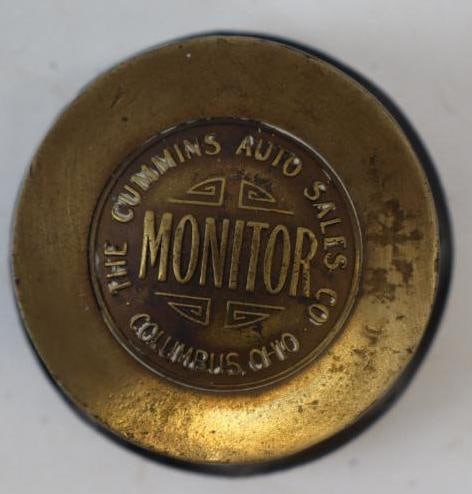 THE CUMMINS AUTO SALES CO.
MONITOR
COLUMBUS, OHIO